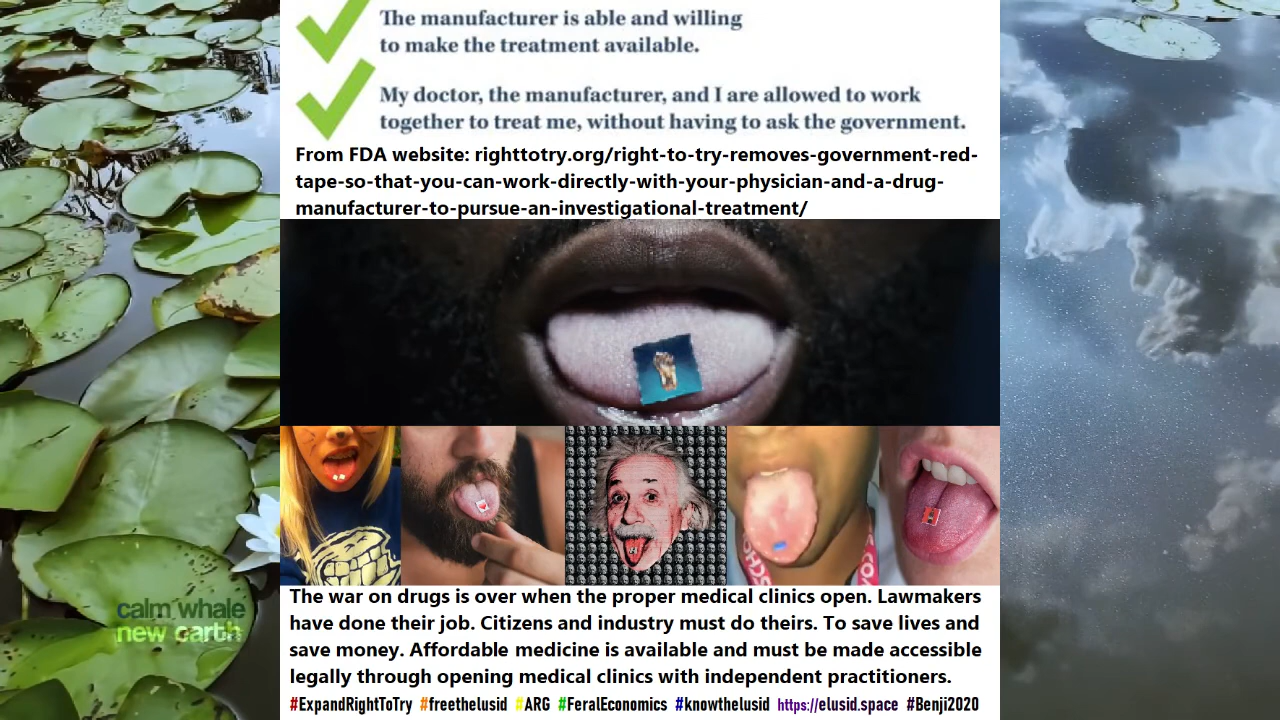 The manufacturer is able and willing
to make the treatment available.
My doctor, the manufacturer, and I are allowed to work
together to treat me, without having to ask the government.
From FDA website: righttotry.org/right-to-try-removes-government-red-
tape-so-that-you-can-work-directly-with-your-physician-and-a-drug-
manufacturer-to-pursue-an-investigational-treatment/
The war on drugs is over when the proper medical clinics open. Lawmakers
have done their job. Citizens and industry must do theirs. To save lives and
save money. Affordable medicine is available and must be made accessible
legally through opening medical clinics with independent practitioners.
#ExpandRightToTry #freethelusid #ARG #FeralEconomics #knowthelusid https://elusid.space #Benji2020
calm whale
new earth